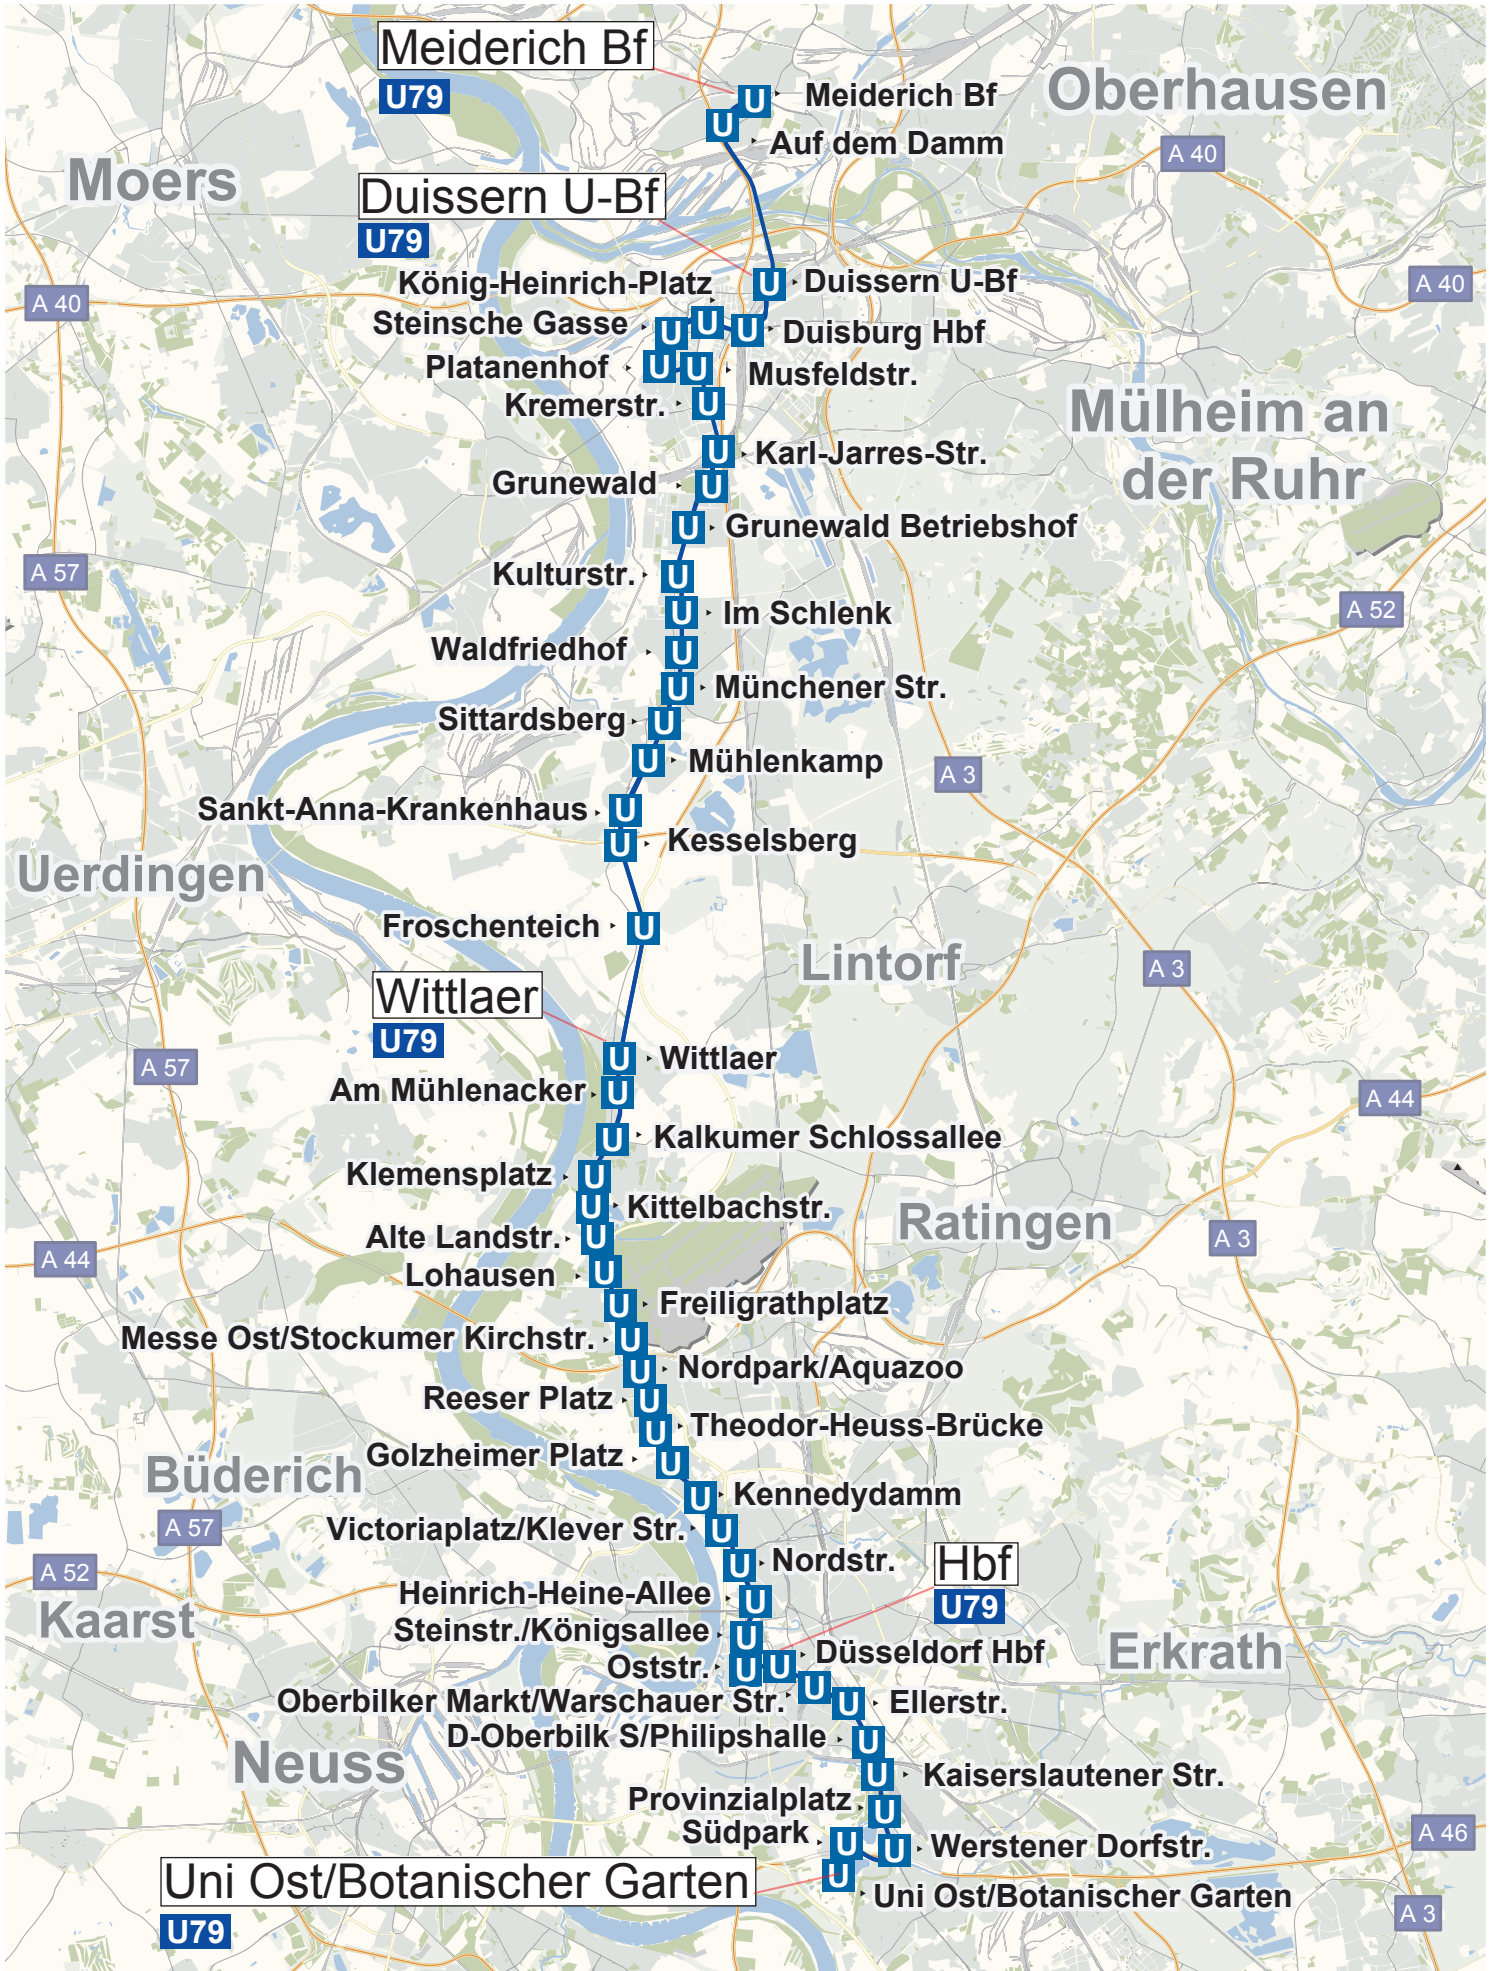 Meiderich Bf
U79
U
Meiderich Bf
Oberhausen
U
Auf dem Damm
A 40
Moers
Duissern U-Bf
U79
König-Heinrich-Platz
U
Duissern U-Bf
A 40
A 40
Steinsche Gasse
U
U
U
Duisburg Hbf
Platanenhof
U
U
Musfeldstr.
Kremerstr.
U
Mülheim an
der Ruhr
U
Karl-Jarres-Str.
Grunewald
U
U
Grunewald Betriebshof
A 57
Kulturstr.
U
U
Im Schlenk
A 52
Waldfriedhof
U
U
Münchener Str.
Sittardsberg
U
U
Mühlenkamp
A 3
Sankt-Anna-Krankenhaus
U
U
Kesselsberg
Uerdingen
Froschenteich
U
Lintorf
A 3
Wittlaer
U79
U
Wittlaer
A 57
Am Mühlenacker
U
A 44
U
Kalkumer Schlossallee
Klemensplatz
U
U
Kittelbachstr.
Ratingen
Alte Landstr.
U
A 3
A 44
Lohausen
U
U
Freiligrathplatz
Messe Ost/Stockumer Kirchstr.
U
U
Nordpark/Aquazoo
Reeser Platz
U
U
Theodor-Heuss-Brücke
Golzheimer Platz
U
Büderich
U
Kennedydamm
A 57
Victoriaplatz/Klever Str.
U
U
Nordstr.
Hbf
U79
A 52
Heinrich-Heine-Allee
U
Kaarst
Steinstr./Königsallee
U
Oststr.
U
U
Düsseldorf Hbf
Erkrath
Oberbilker Markt/Warschauer Str.
U
U
Ellerstr.
D-Oberbilk S/Philipshalle
U
Neuss
U
Kaiserslautener Str.
Provinzialplatz
U
Südpark
U
U
Werstener Dorfstr.
A 46
Uni Ost/Botanischer Garten
U79
U
Uni Ost/Botanischer Garten
A 3